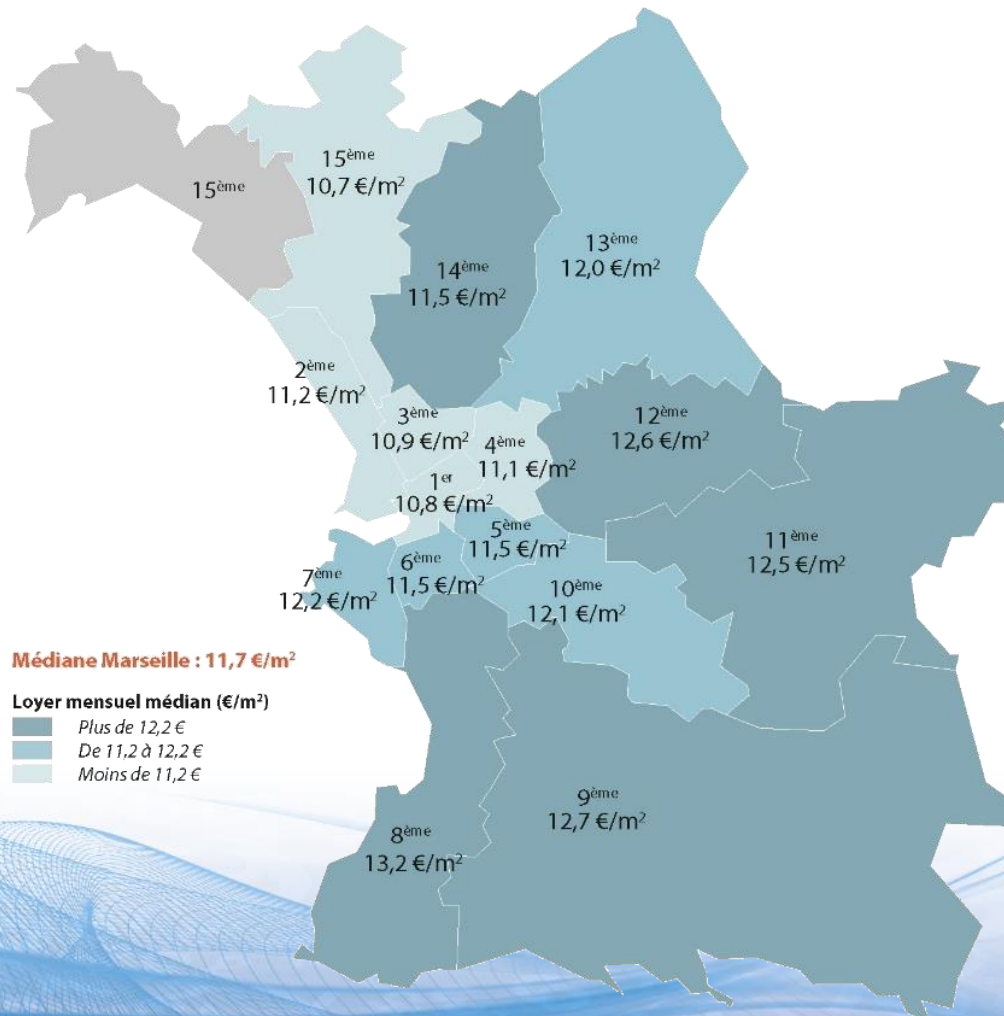 15ème
10,7 €/m²
15ème
13ème
12,0 €/m²
14ème
11,5 €/m²
2ème
11,2 €/m²
3ème
10,9 €/m²
12ème
12,6 €/m²
4ème
11,1 €/m²
1er
10,8 €/m²
5ème
11,5 €/m²
11ème
12,5 €/m²
6ème
11,5 €/m²
7ème
12,2 €/m²
10ème
12,1 €/m²
Médiane Marseille : 11,7 €/m²
Loyer mensuel médian (€/m²)
Plus de 12,2 €
De 11,2 à 12,2 €
Moins de 11,2 €
9ème
12,7 €/m²
8ème
13,2 €/m²